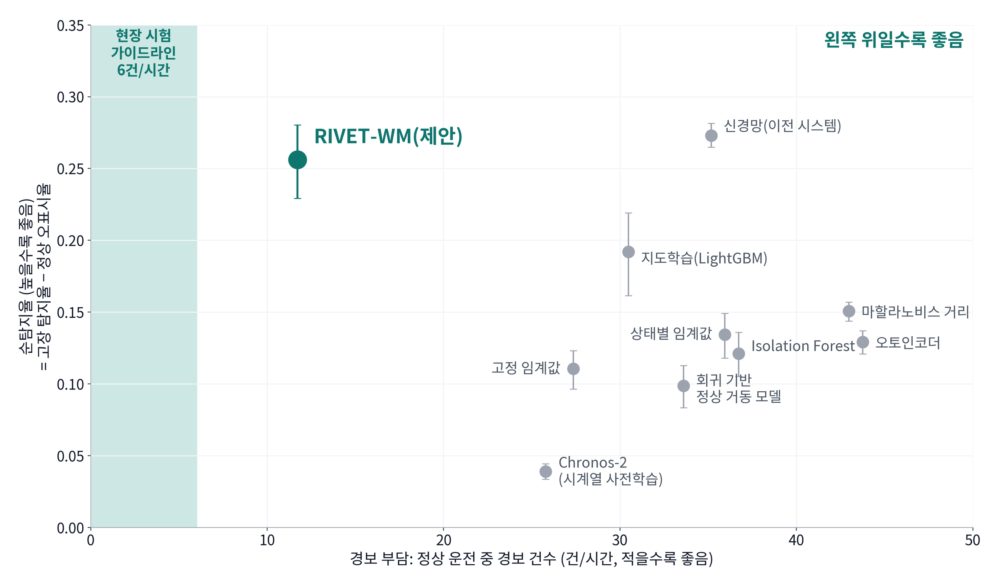 현장 시험
가이드라인
6건/시간
왼쪽 위일수록 좋음
RIVET-WM(제안)
신경망(이전 시스템)
지도학습(LightGBM)
마할라노비스 거리
상태별 임계값
Isolation Forest
오토인코더
고정 임계값
회귀 기반
정상 거동 모델
Chronos-2
(시계열 사전학습)
순탐지율 (높을수록 좋음)
= 고장 탐지율 − 정상 오표시율
0.35
0.30
0.25
0.20
0.15
0.10
0.05
0.00
0
10
20
30
40
50
경보 부담: 정상 운전 중 경보 건수 (건/시간, 적을수록 좋음)